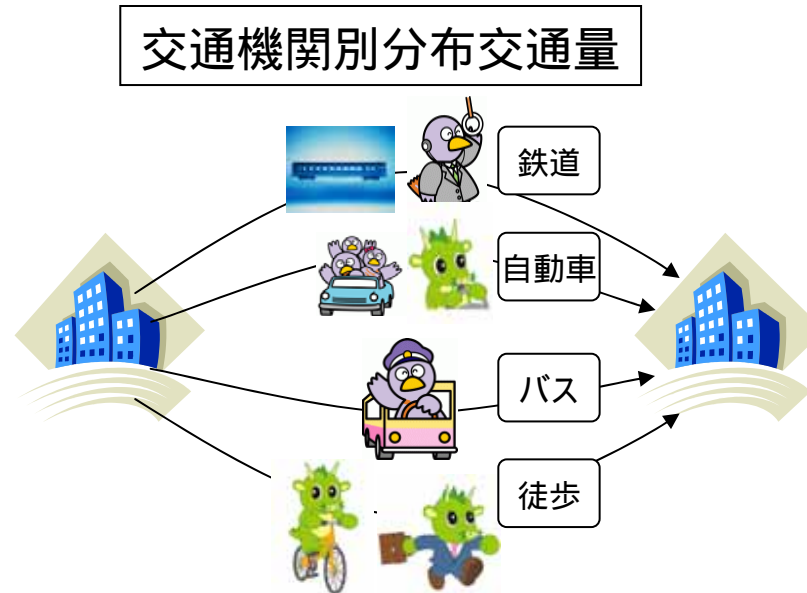 交通機関別分布交通量
鉄道
自動車
バス
徒歩